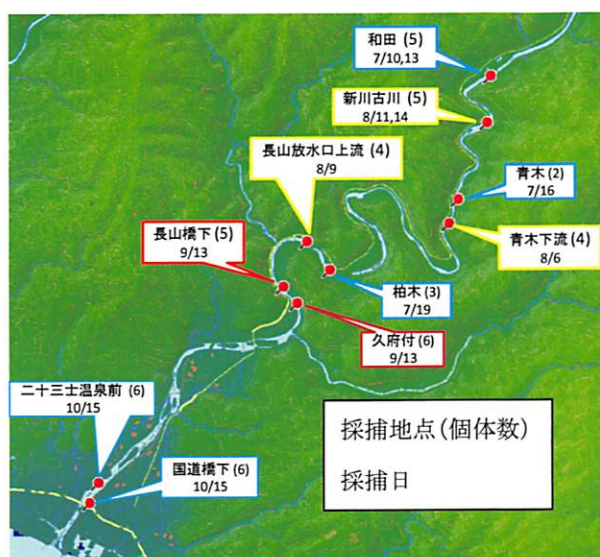 和田 (5)
7/10,13
新川古川 (5)
8/11,14
長山放水口上流 (4)
8/9
青木 (2)
7/16
長山橋下 (5)
9/13
青木下流 (4)
8/6
柏木 (3)
7/19
久府付 (6)
9/13
二十三士温泉前 (6)
10/15
国道橋下 (6)
10/15
採捕地点(個体数)
採捕日